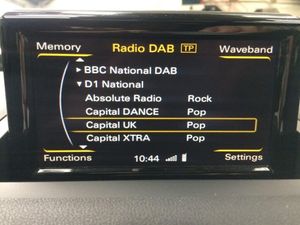 Memory Radio DAB TP Waveband
BBC National DAB
D1 National
Absolute Radio Rock
Capital DANCE Pop
Capital UK Pop
Capital XTRA Pop
Functions 10:44 Settings